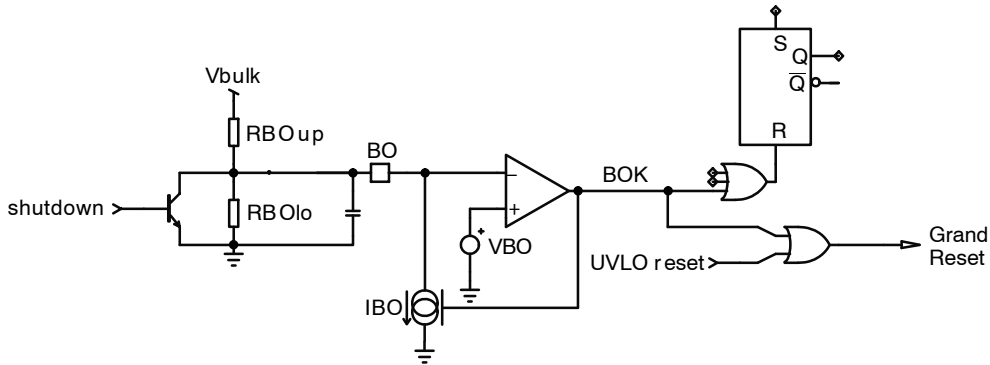 Vbulk
RBOup
BO
shutdown
RBOlo
−
+
+
VBO
IBO
BOK
S
Q
Q̅
R
UVLO reset
Grand
Reset